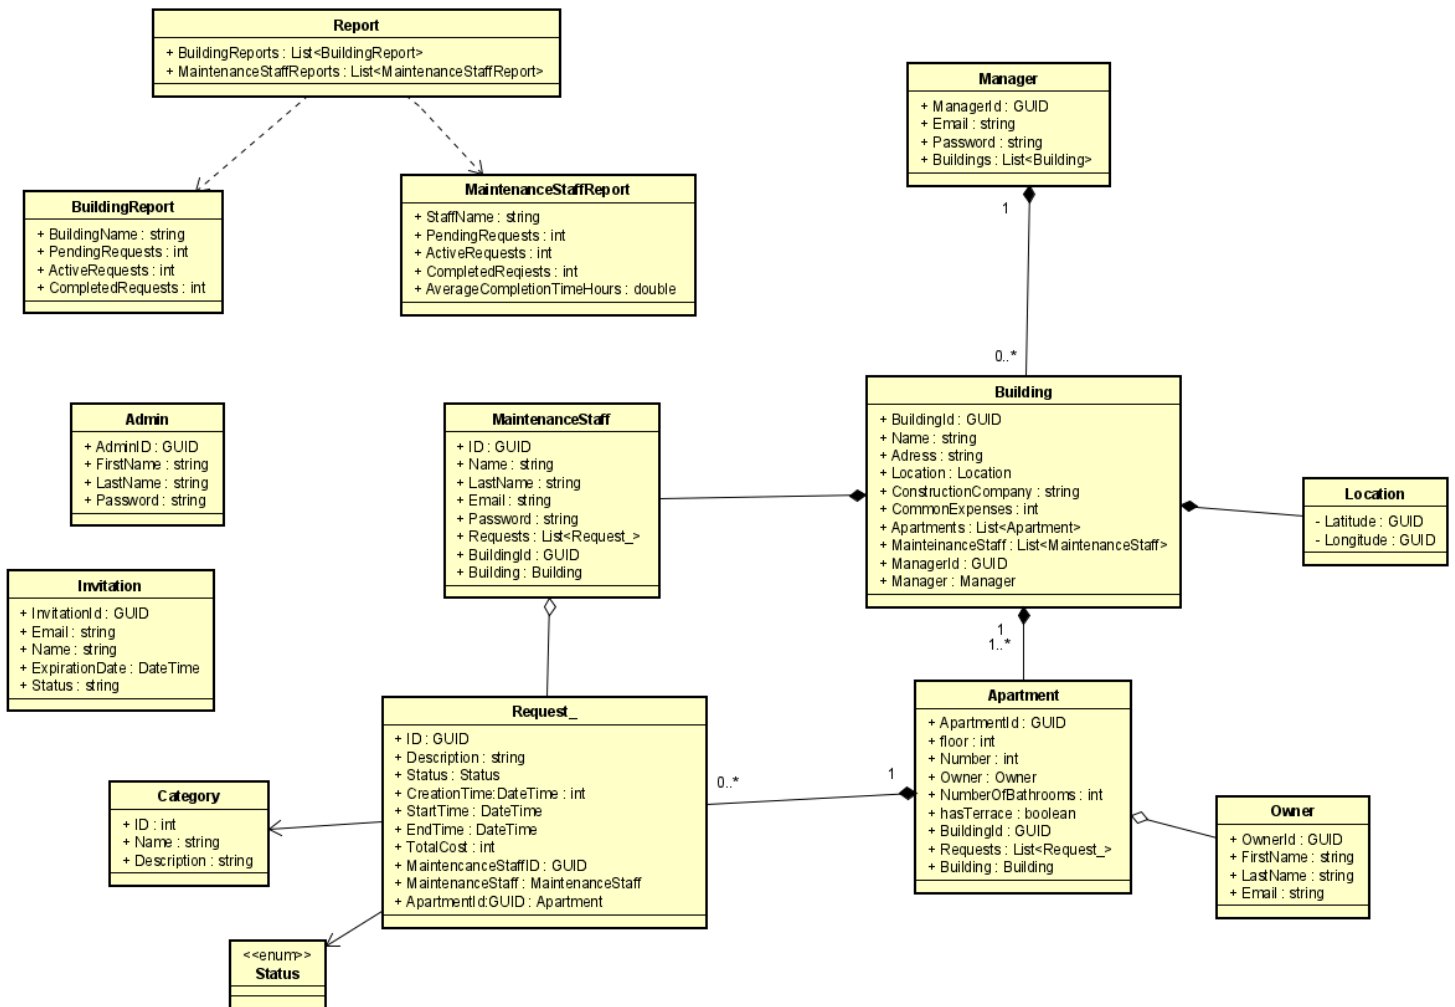 Report
+ BuildingReports : List<BuildingReport>
+ MaintenanceStaffReports : List<MaintenanceStaffReport>
Manager
+ ManagerId : GUID
+ Email : string
+ Password : string
+ Buildings : List<Building>
1
0..*
BuildingReport
+ BuildingName : string
+ PendingRequests : int
+ ActiveRequests : int
+ CompletedRequests : int
MaintenanceStaffReport
+ StaffName : string
+ PendingRequests : int
+ ActiveRequests : int
+ CompletedReqiests : int
+ AverageCompletionTimeHours : double
Admin
+ AdminID : GUID
+ FirstName : string
+ LastName : string
+ Password : string
MaintenanceStaff
+ ID : GUID
+ Name : string
+ LastName : string
+ Email : string
+ Password : string
+ Requests : List<Request_>
+ BuildingId : GUID
+ Building : Building
Building
+ BuildingId : GUID
+ Name : string
+ Adress : string
+ Location : Location
+ ConstructionCompany : string
+ CommonExpenses : int
+ Apartments : List<Apartment>
+ MainteinanceStaff : List<MaintenanceStaff>
+ ManagerId : GUID
+ Manager : Manager
Location
- Latitude : GUID
- Longitude : GUID
Invitation
+ InvitationId : GUID
+ Email : string
+ Name : string
+ ExpirationDate : DateTime
+ Status : string
1
1..*
Request_
+ ID : GUID
+ Description : string
+ Status : Status
+ CreationTime:DateTime : int
+ StartTime : DateTime
+ EndTime : DateTime
+ TotalCost : int
+ MaintencanceStaffID : GUID
+ MaintenanceStaff : MaintenanceStaff
+ ApartmentId:GUID : Apartment
0..*
1
Apartment
+ ApartmentId : GUID
+ floor : int
+ Number : int
+ Owner : Owner
+ NumberOfBathrooms : int
+ hasTerrace : boolean
+ BuildingId : GUID
+ Requests : List<Request_>
+ Building : Building
Category
+ ID : int
+ Name : string
+ Description : string
Owner
+ OwnerId : GUID
+ FirstName : string
+ LastName : string
+ Email : string
<<enum>>
Status